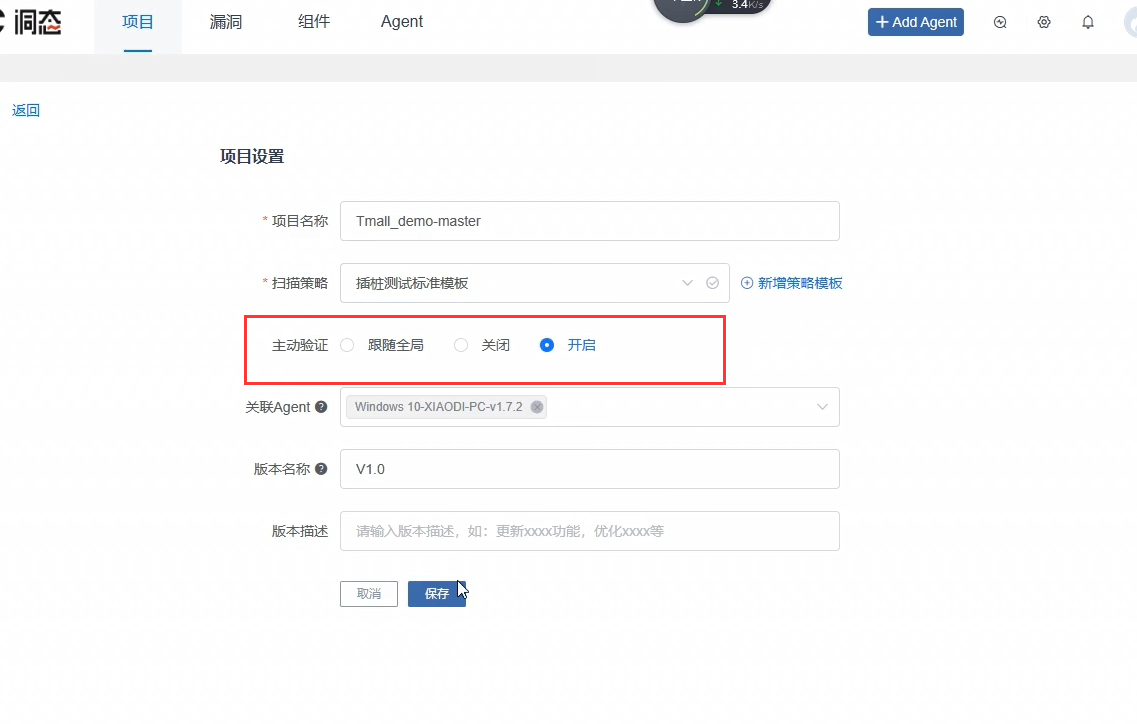 洞态
项目
漏洞
组件
Agent
3.4K/s
+ Add Agent
返回
项目设置
* 项目名称 Tmall_demo-master
* 扫描策略 插桩测试标准模板 新增策略模板
主动验证 跟随全局 关闭 开启
关联Agent Windows 10-XIAODI-PC-v1.7.2
版本名称 V1.0
版本描述 请输入版本描述，如：更新xxxx功能，优化xxxx等
取消 保存